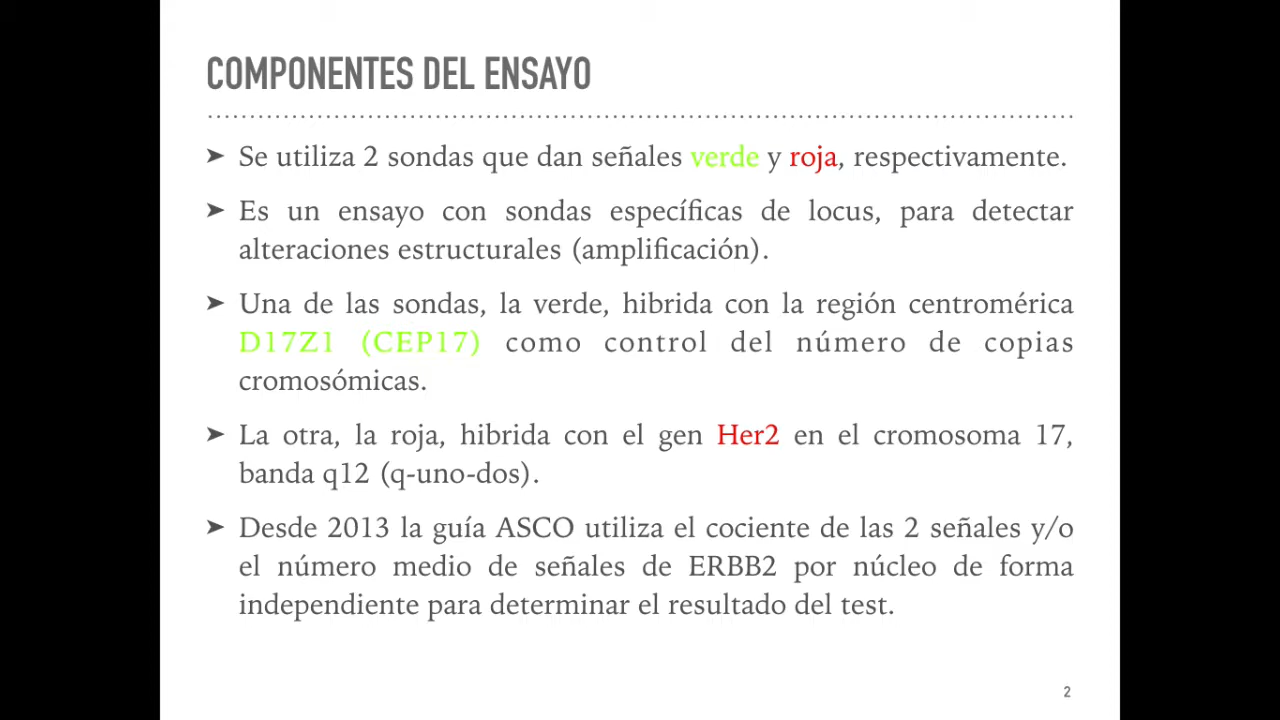 COMPONENTES DEL ENSAYO
➤ Se utiliza 2 sondas que dan señales verde y roja, respectivamente.
➤ Es un ensayo con sondas específicas de locus, para detectar
alteraciones estructurales (amplificación).
➤ Una de las sondas, la verde, hibrida con la región centromérica
D17Z1 (CEP17) como control del número de copias
cromosómicas.
➤ La otra, la roja, hibrida con el gen Her2 en el cromosoma 17,
banda q12 (q-uno-dos).
➤ Desde 2013 la guía ASCO utiliza el cociente de las 2 señales y/o
el número medio de señales de ERBB2 por núcleo de forma
independiente para determinar el resultado del test.
2